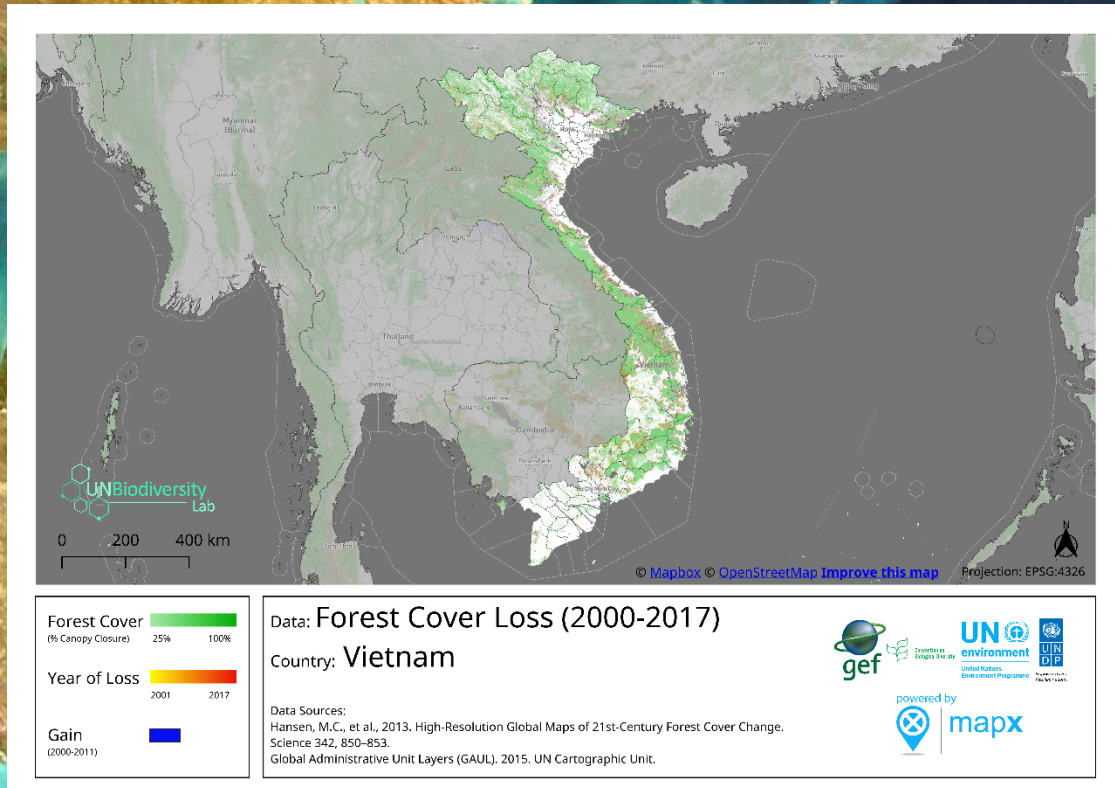 Myanmar
(Burma)
Laos
Hanoi
Thailand
Vietnam
Cambodia
UNBiodiversity
Lab
0 200 400 km
N
© Mapbox © OpenStreetMap Improve this map Projection: EPSG:4326
Forest Cover
(% Canopy Closure) 25% 100%
Year of Loss
2001 2017
Gain
(2000-2011)
Data: Forest Cover Loss (2000-2017)
Country: Vietnam
Data Sources:
Hansen, M.C., et al., 2013. High-Resolution Global Maps of 21st-Century Forest Cover Change.
Science 342, 850–853.
Global Administrative Unit Layers (GAUL). 2015. UN Cartographic Unit.
gef
Convention on
Biological Diversity
UN
environment
United Nations
Environment Programme
U N
D P
powered by
mapx